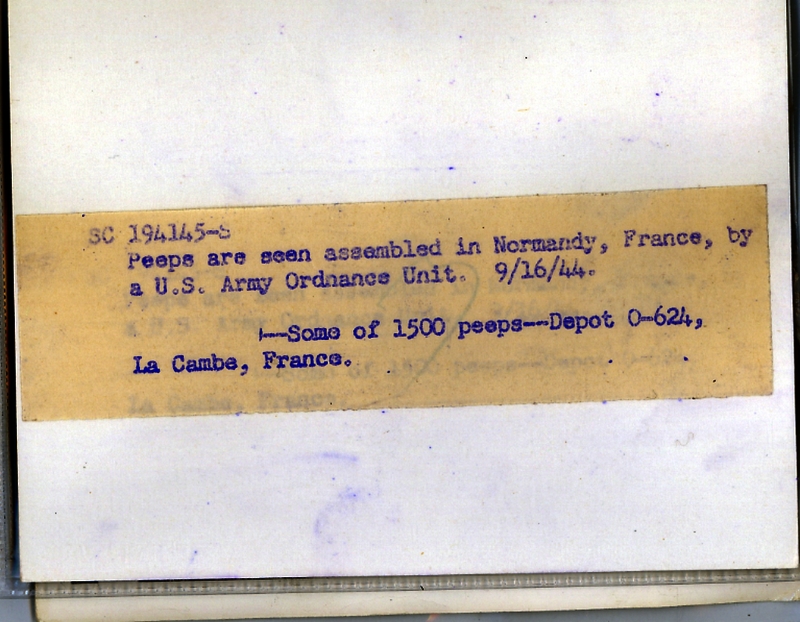 SC 194145-S
Peeps are seen assembled in Normandy, France, by
a U.S. Army Ordnance Unit. 9/16/44.
--Some of 1500 peeps--Depot O-624,
La Cambe, France.